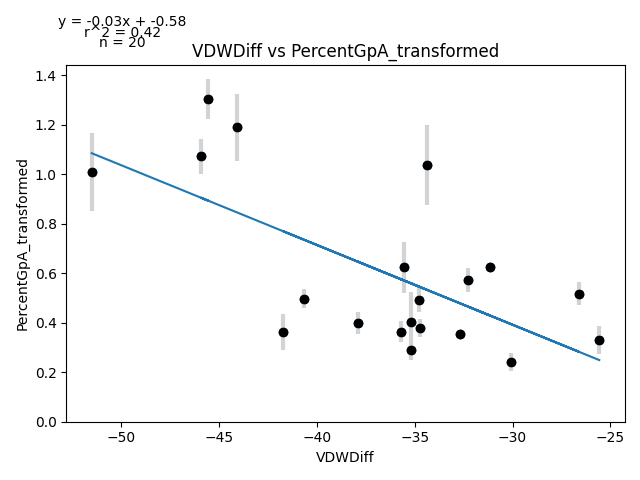 y = -0.03x + -0.58
r^2 = 0.42
n = 20
VDWDiff vs PercentGpA_transformed
1.4
1.2
1.0
0.8
0.6
0.4
0.2
0.0
PercentGpA_transformed
−50
−45
−40
−35
−30
−25
VDWDiff